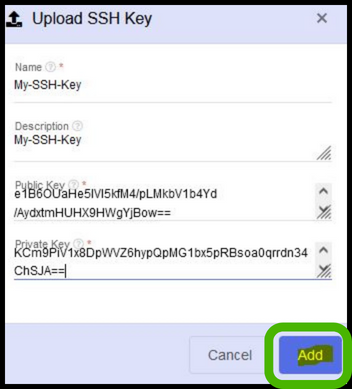 Upload SSH Key
Name *
My-SSH-Key
Description
My-SSH-Key
Public Key *
e1B6OUaHe5IVI5kfM4/pLMkbV1b4Yd
/AydxtmHUHX9HWgYjBow==
Private Key *
KCm9PiV1x8DpWVZ6hypQpMG1bx5pRBsoa0qrrdn34
ChSJA==
Cancel
Add